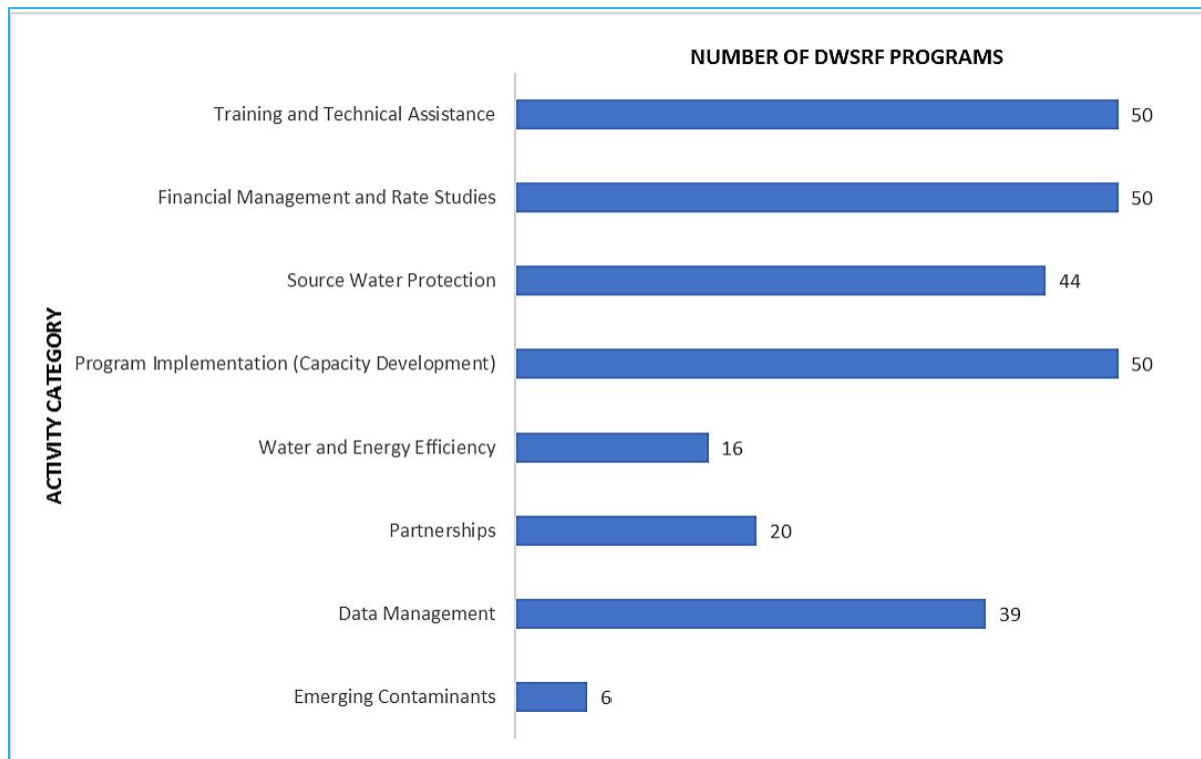 NUMBER OF DWSRF PROGRAMS
ACTIVITY CATEGORY
Training and Technical Assistance 50
Financial Management and Rate Studies 50
Source Water Protection 44
Program Implementation (Capacity Development) 50
Water and Energy Efficiency 16
Partnerships 20
Data Management 39
Emerging Contaminants 6